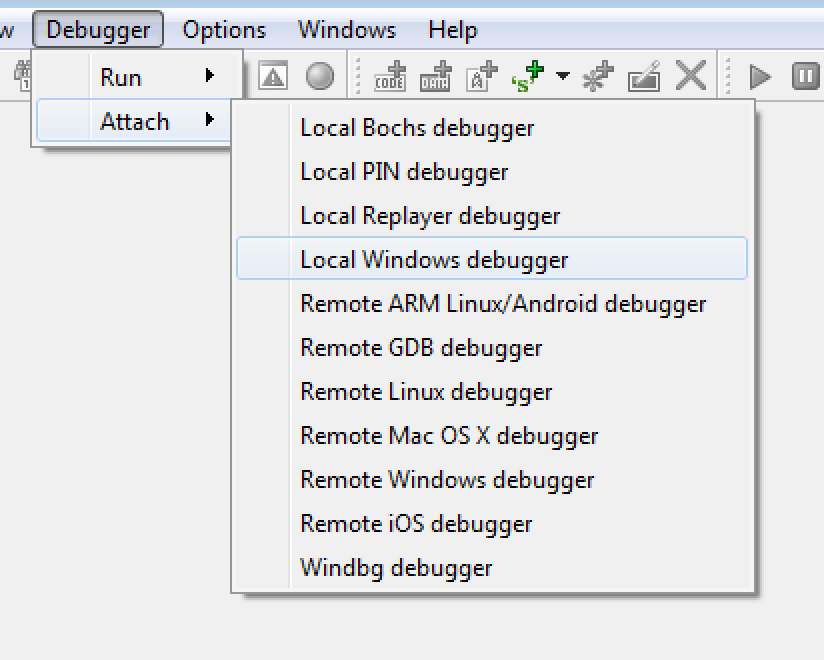 w Debugger Options Windows Help
Run
CODE DATA A 's'
Attach
Local Bochs debugger
Local PIN debugger
Local Replayer debugger
Local Windows debugger
Remote ARM Linux/Android debugger
Remote GDB debugger
Remote Linux debugger
Remote Mac OS X debugger
Remote Windows debugger
Remote iOS debugger
Windbg debugger